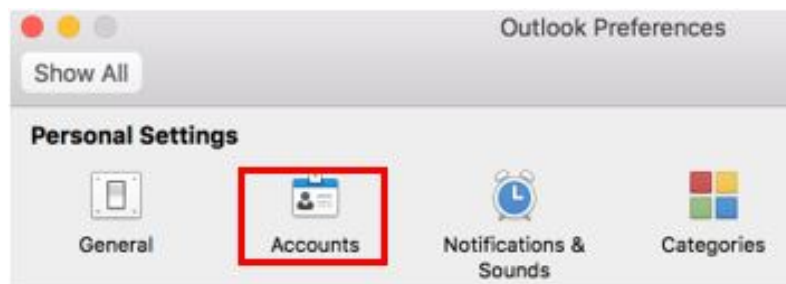 Outlook Preferences
Show All
Personal Settings
General
Accounts
Notifications &
Sounds
Categories